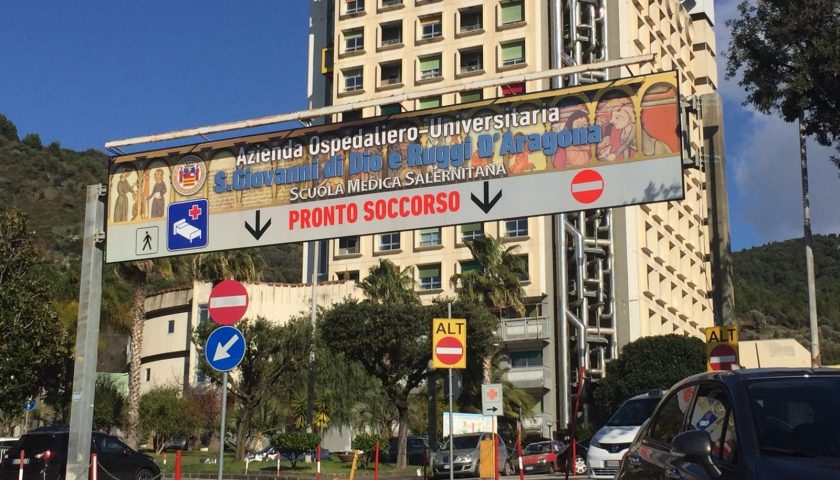 Azienda Ospedaliero-Universitaria
S.Giovanni di Dio e Ruggi D'Aragona
SCUOLA MEDICA SALERNITANA
PRONTO SOCCORSO
ALT
ALT